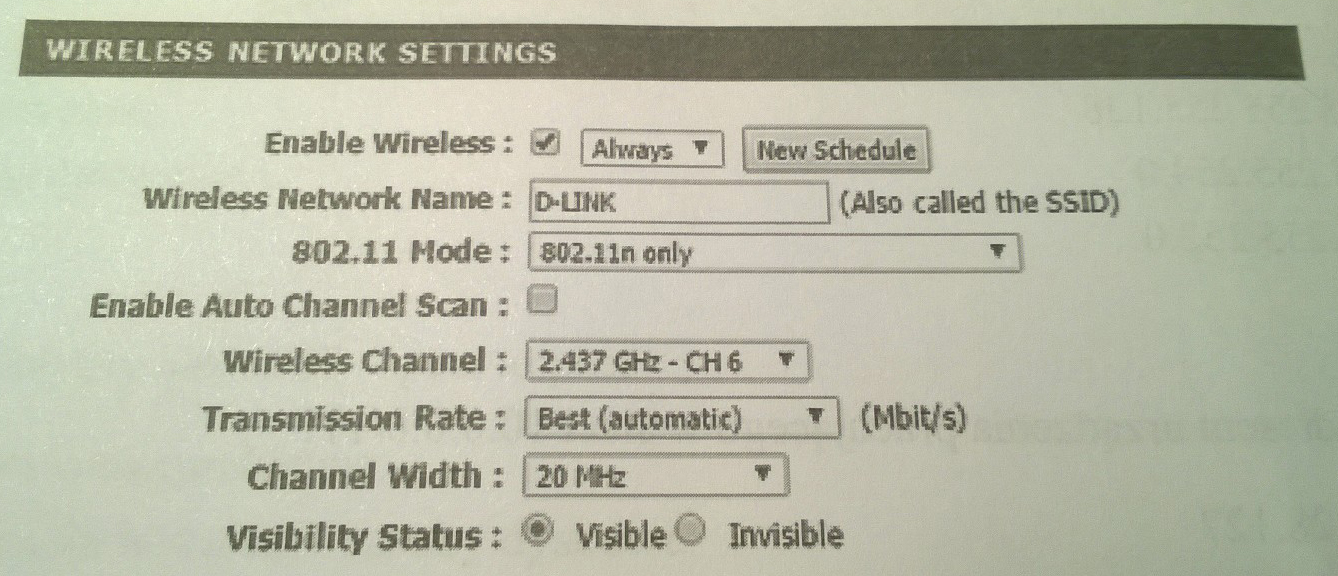 WIRELESS NETWORK SETTINGS
Enable Wireless : Always New Schedule
Wireless Network Name : D-LINK (Also called the SSID)
802.11 Mode : 802.11n only
Enable Auto Channel Scan :
Wireless Channel : 2.437 GHz - CH 6
Transmission Rate : Best (automatic) (Mbit/s)
Channel Width : 20 MHz
Visibility Status : Visible Invisible